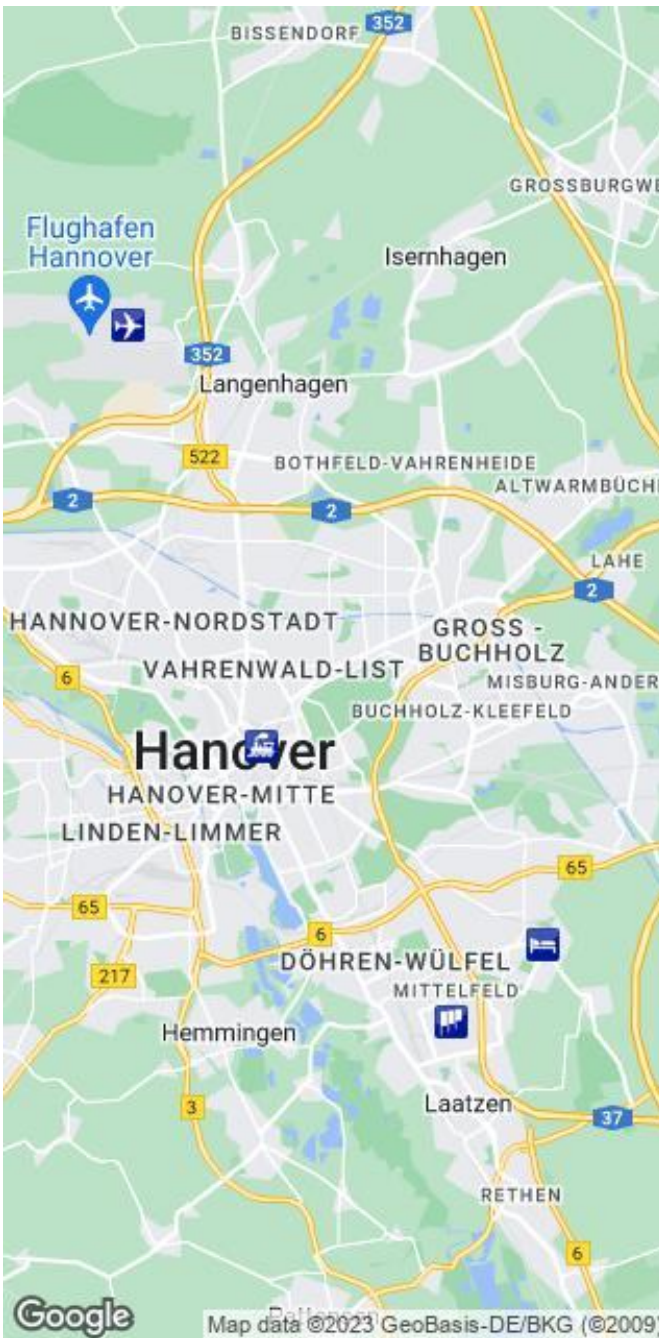 352
BISSENDORF
GROSSBURGWE
Flughafen
Hannover
Isernhagen
352
Langenhagen
522
BOTHFELD-VAHRENHEIDE
ALTWARMBÜCH
2
2
LAHE
2
HANNOVER-NORDSTADT
GROSS -
BUCHHOLZ
6
VAHRENWALD-LIST
MISBURG-ANDER
BUCHHOLZ-KLEEFELD
Hanover
HANOVER-MITTE
LINDEN-LIMMER
65
65
6
DÖHREN-WÜLFEL
217
MITTELFELD
Hemmingen
Laatzen
3
37
RETHEN
6
Google
Map data ©2023 GeoBasis-DE/BKG (©2009)